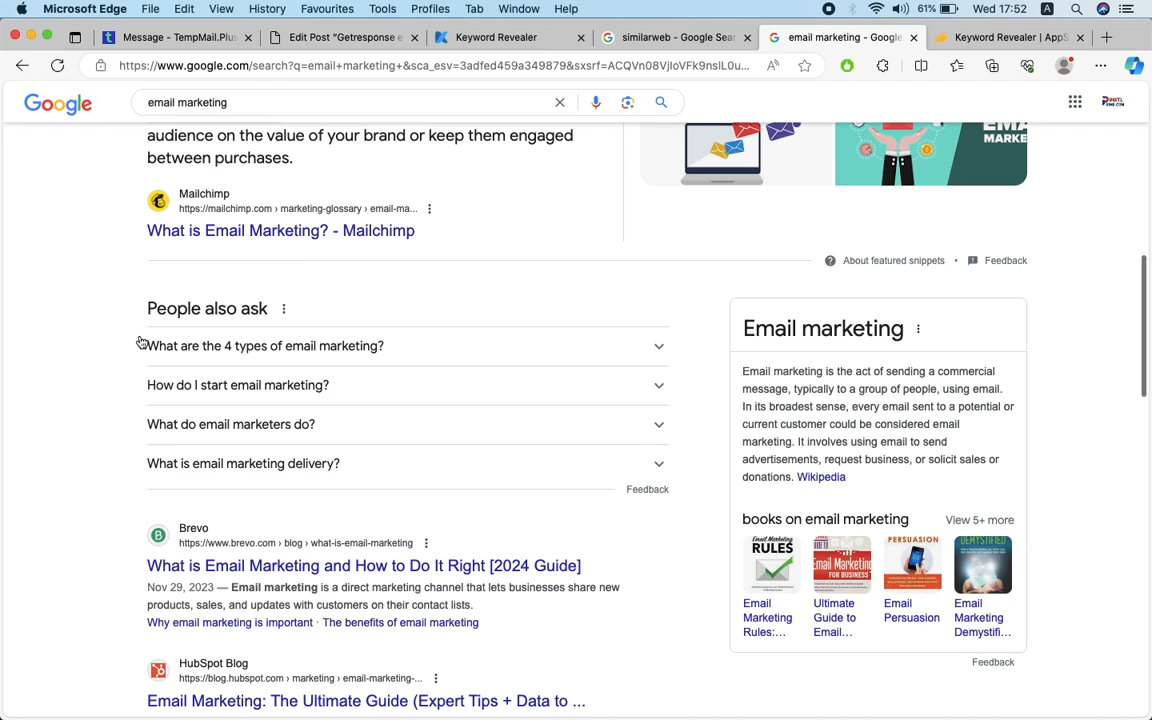 Microsoft Edge File Edit View History Favourites Tools Profiles Tab Window Help 61% Wed 17:52 A
Message - TempMail.Plus Edit Post "Getresponse e Keyword Revealer similarweb - Google Sear email marketing - Google Keyword Revealer | AppS
https://www.google.com/search?q=email+marketing+&sca_esv=3adfed459a349879&sxsrf=ACQVn08VjIoVFk9nslL0u...
Google email marketing
audience on the value of your brand or keep them engaged
between purchases.
EMA
MARKE
Mailchimp
https://mailchimp.com › marketing-glossary › email-ma...
What is Email Marketing? - Mailchimp
About featured snippets • Feedback
People also ask
What are the 4 types of email marketing?
How do I start email marketing?
What do email marketers do?
What is email marketing delivery?
Feedback
Brevo
https://www.brevo.com › blog › what-is-email-marketing
What is Email Marketing and How to Do It Right [2024 Guide]
Nov 29, 2023 — Email marketing is a direct marketing channel that lets businesses share new
products, sales, and updates with customers on their contact lists.
Why email marketing is important · The benefits of email marketing
HubSpot Blog
https://blog.hubspot.com › marketing › email-marketing-...
Email Marketing: The Ultimate Guide (Expert Tips + Data to ...
Email marketing
Email marketing is the act of sending a commercial
message, typically to a group of people, using email.
In its broadest sense, every email sent to a potential or
current customer could be considered email
marketing. It involves using email to send
advertisements, request business, or solicit sales or
donations. Wikipedia
books on email marketing View 5+ more
Email Marketing
RULES
FOR BUSINESS
PERSUASION
DEMYSTIFIED
Email Ultimate Email Email
Marketing Guide to Persuasion Marketing
Rules:... Email... Demystifi...
Feedback